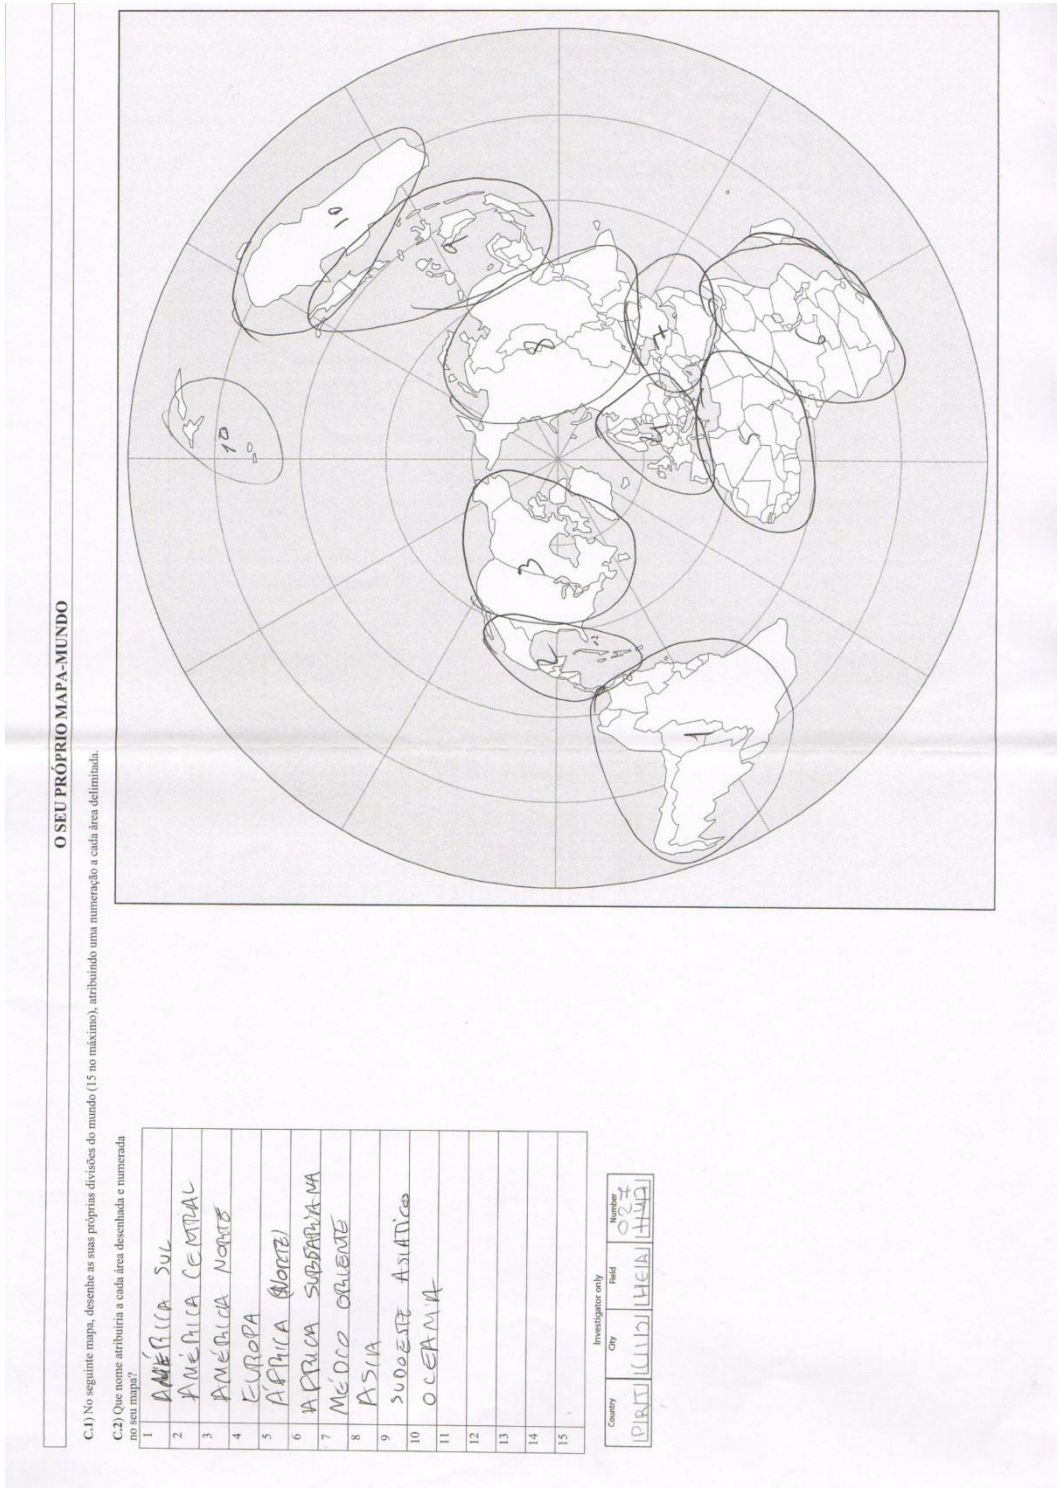 O SEU PRÓPRIO MAPA-MUNDO
C.1) No seguinte mapa, desenhe as suas próprias divisões do mundo (15 no máximo), atribuindo uma numeração a cada área delimitada.
C.2) Que nome atribuiria a cada área desenhada e numerada
no seu mapa?
1 AMÉRICA SUL
2 AMÉRICA CENTRAL
3 AMÉRICA NORTE
4 EUROPA
5 ÁFRICA (NORTE)
6 AFRICA SUBSARIANA
7 MÉDIO ORIENTE
8 ASIA
9 SUDOESTE ASIATICO
10 OCEANIA
11
12
13
14
15
Investigator only
Country City Field Number
PRT HEA 027
1
2
3
4
5
6
7
8
9
10
10